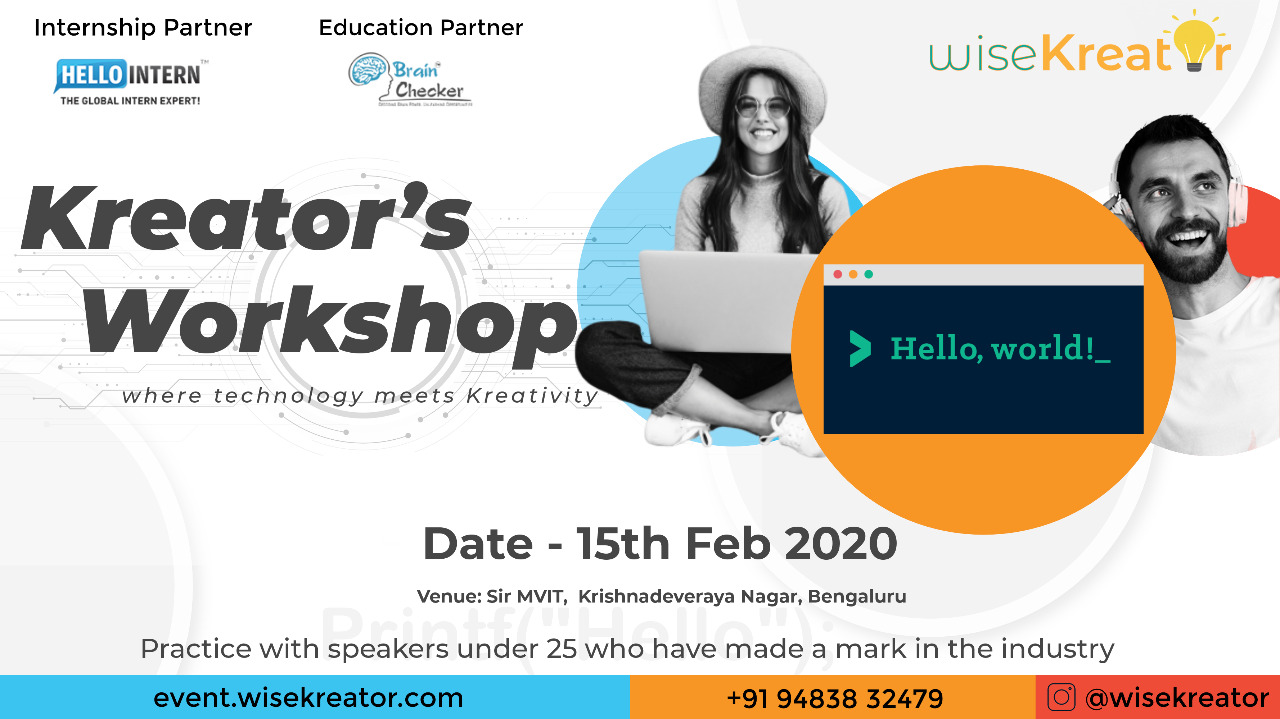 Internship Partner
Education Partner
HELLO INTERN™
THE GLOBAL INTERN EXPERT!
Brain
Checker
wiseKreator
Kreator's
Workshop
where technology meets Kreativity
> Hello, world!_
Date - 15th Feb 2020
Venue: Sir MVIT, Krishnadeveraya Nagar, Bengaluru
Printf("Hello");
Practice with speakers under 25 who have made a mark in the industry
event.wisekreator.com
+91 94838 32479
@wisekreator